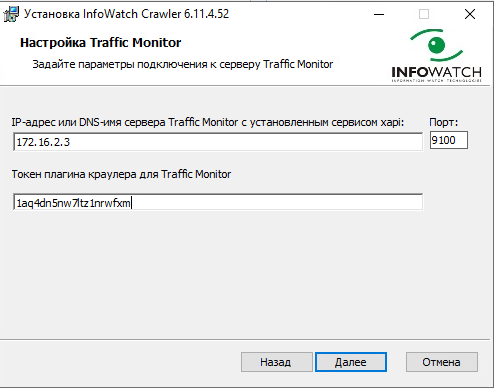 Установка InfoWatch Crawler 6.11.4.52
Настройка Traffic Monitor
Задайте параметры подключения к серверу Traffic Monitor
INFOWATCH
IP-адрес или DNS-имя сервера Traffic Monitor с установленным сервисом xapi: Порт:
172.16.2.3 9100
Токен плагина краулера для Traffic Monitor
1aq4dn5nw7ltz1nrwfxm
Назад Далее Отмена